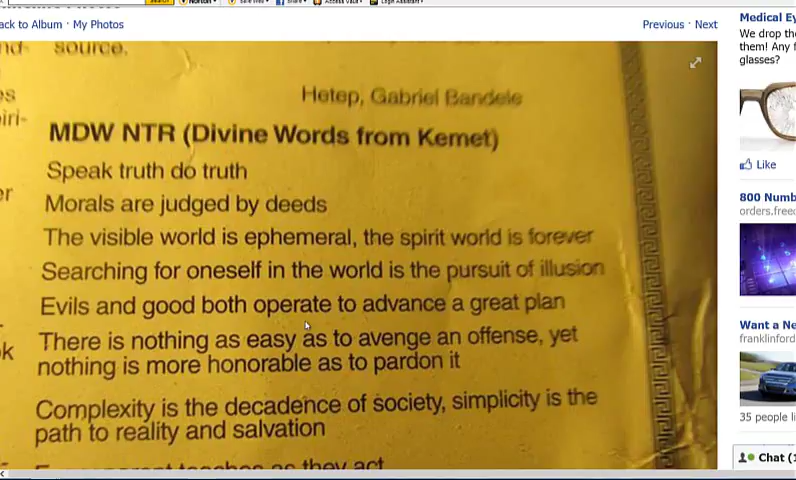 Back to Album · My Photos
Previous · Next
source.
Hetep, Gabriel Bandele
MDW NTR (Divine Words from Kemet)
Speak truth do truth
Morals are judged by deeds
The visible world is ephemeral, the spirit world is forever
Searching for oneself in the world is the pursuit of illusion
Evils and good both operate to advance a great plan
There is nothing as easy as to avenge an offense, yet
nothing is more honorable as to pardon it
Complexity is the decadence of society, simplicity is the
path to reality and salvation
as they act
Medical Ey
We drop the
them! Any f
glasses?
Like
800 Numb
orders.free
Want a Ne
franklinford
35 people li
Chat (1